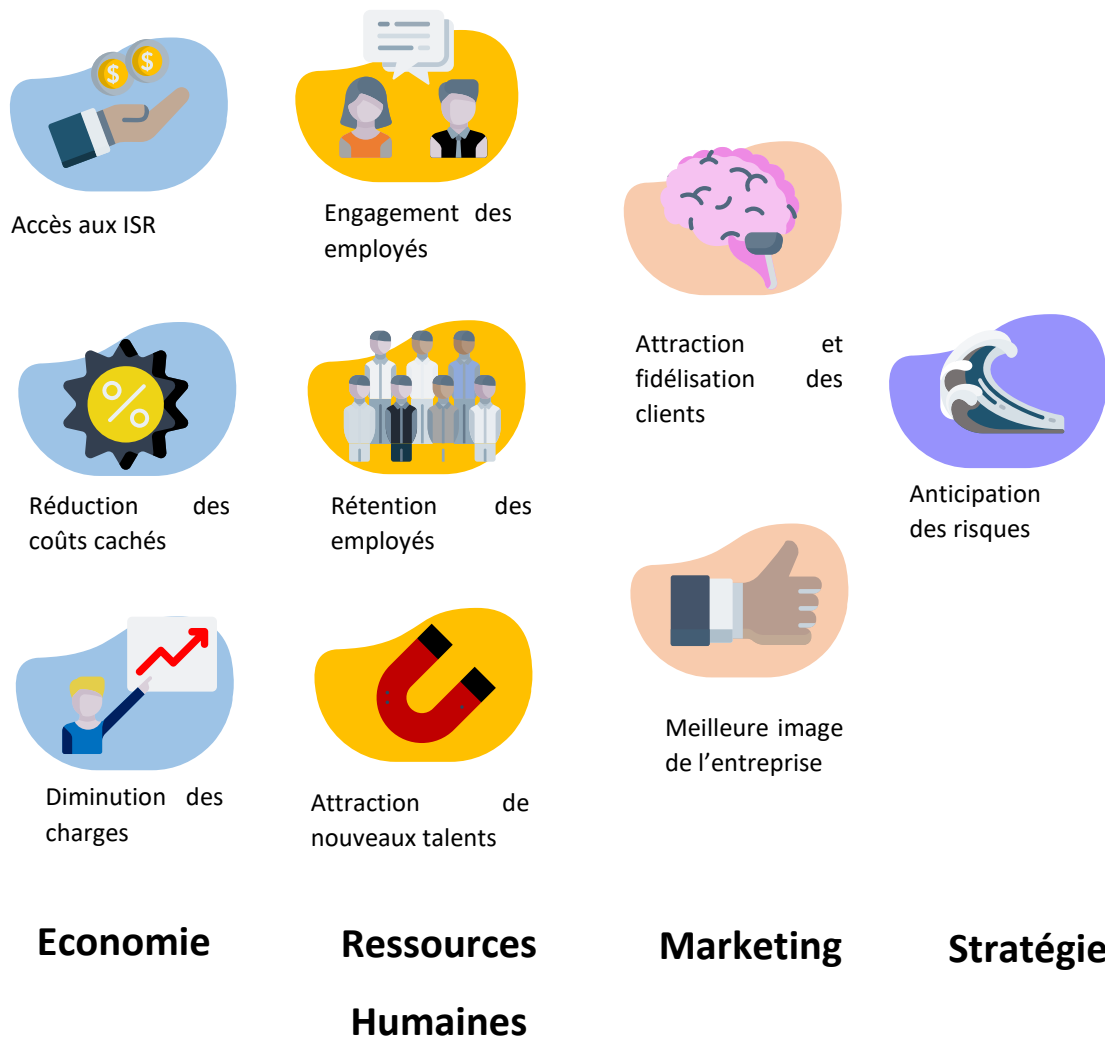 Accès aux ISR
Réduction des
coûts cachés
Diminution des
charges
Economie
Engagement des
employés
Rétention des
employés
Attraction de
nouveaux talents
Ressources
Humaines
Attraction et
fidélisation des
clients
Meilleure image
de l’entreprise
Marketing
Anticipation
des risques
Stratégie